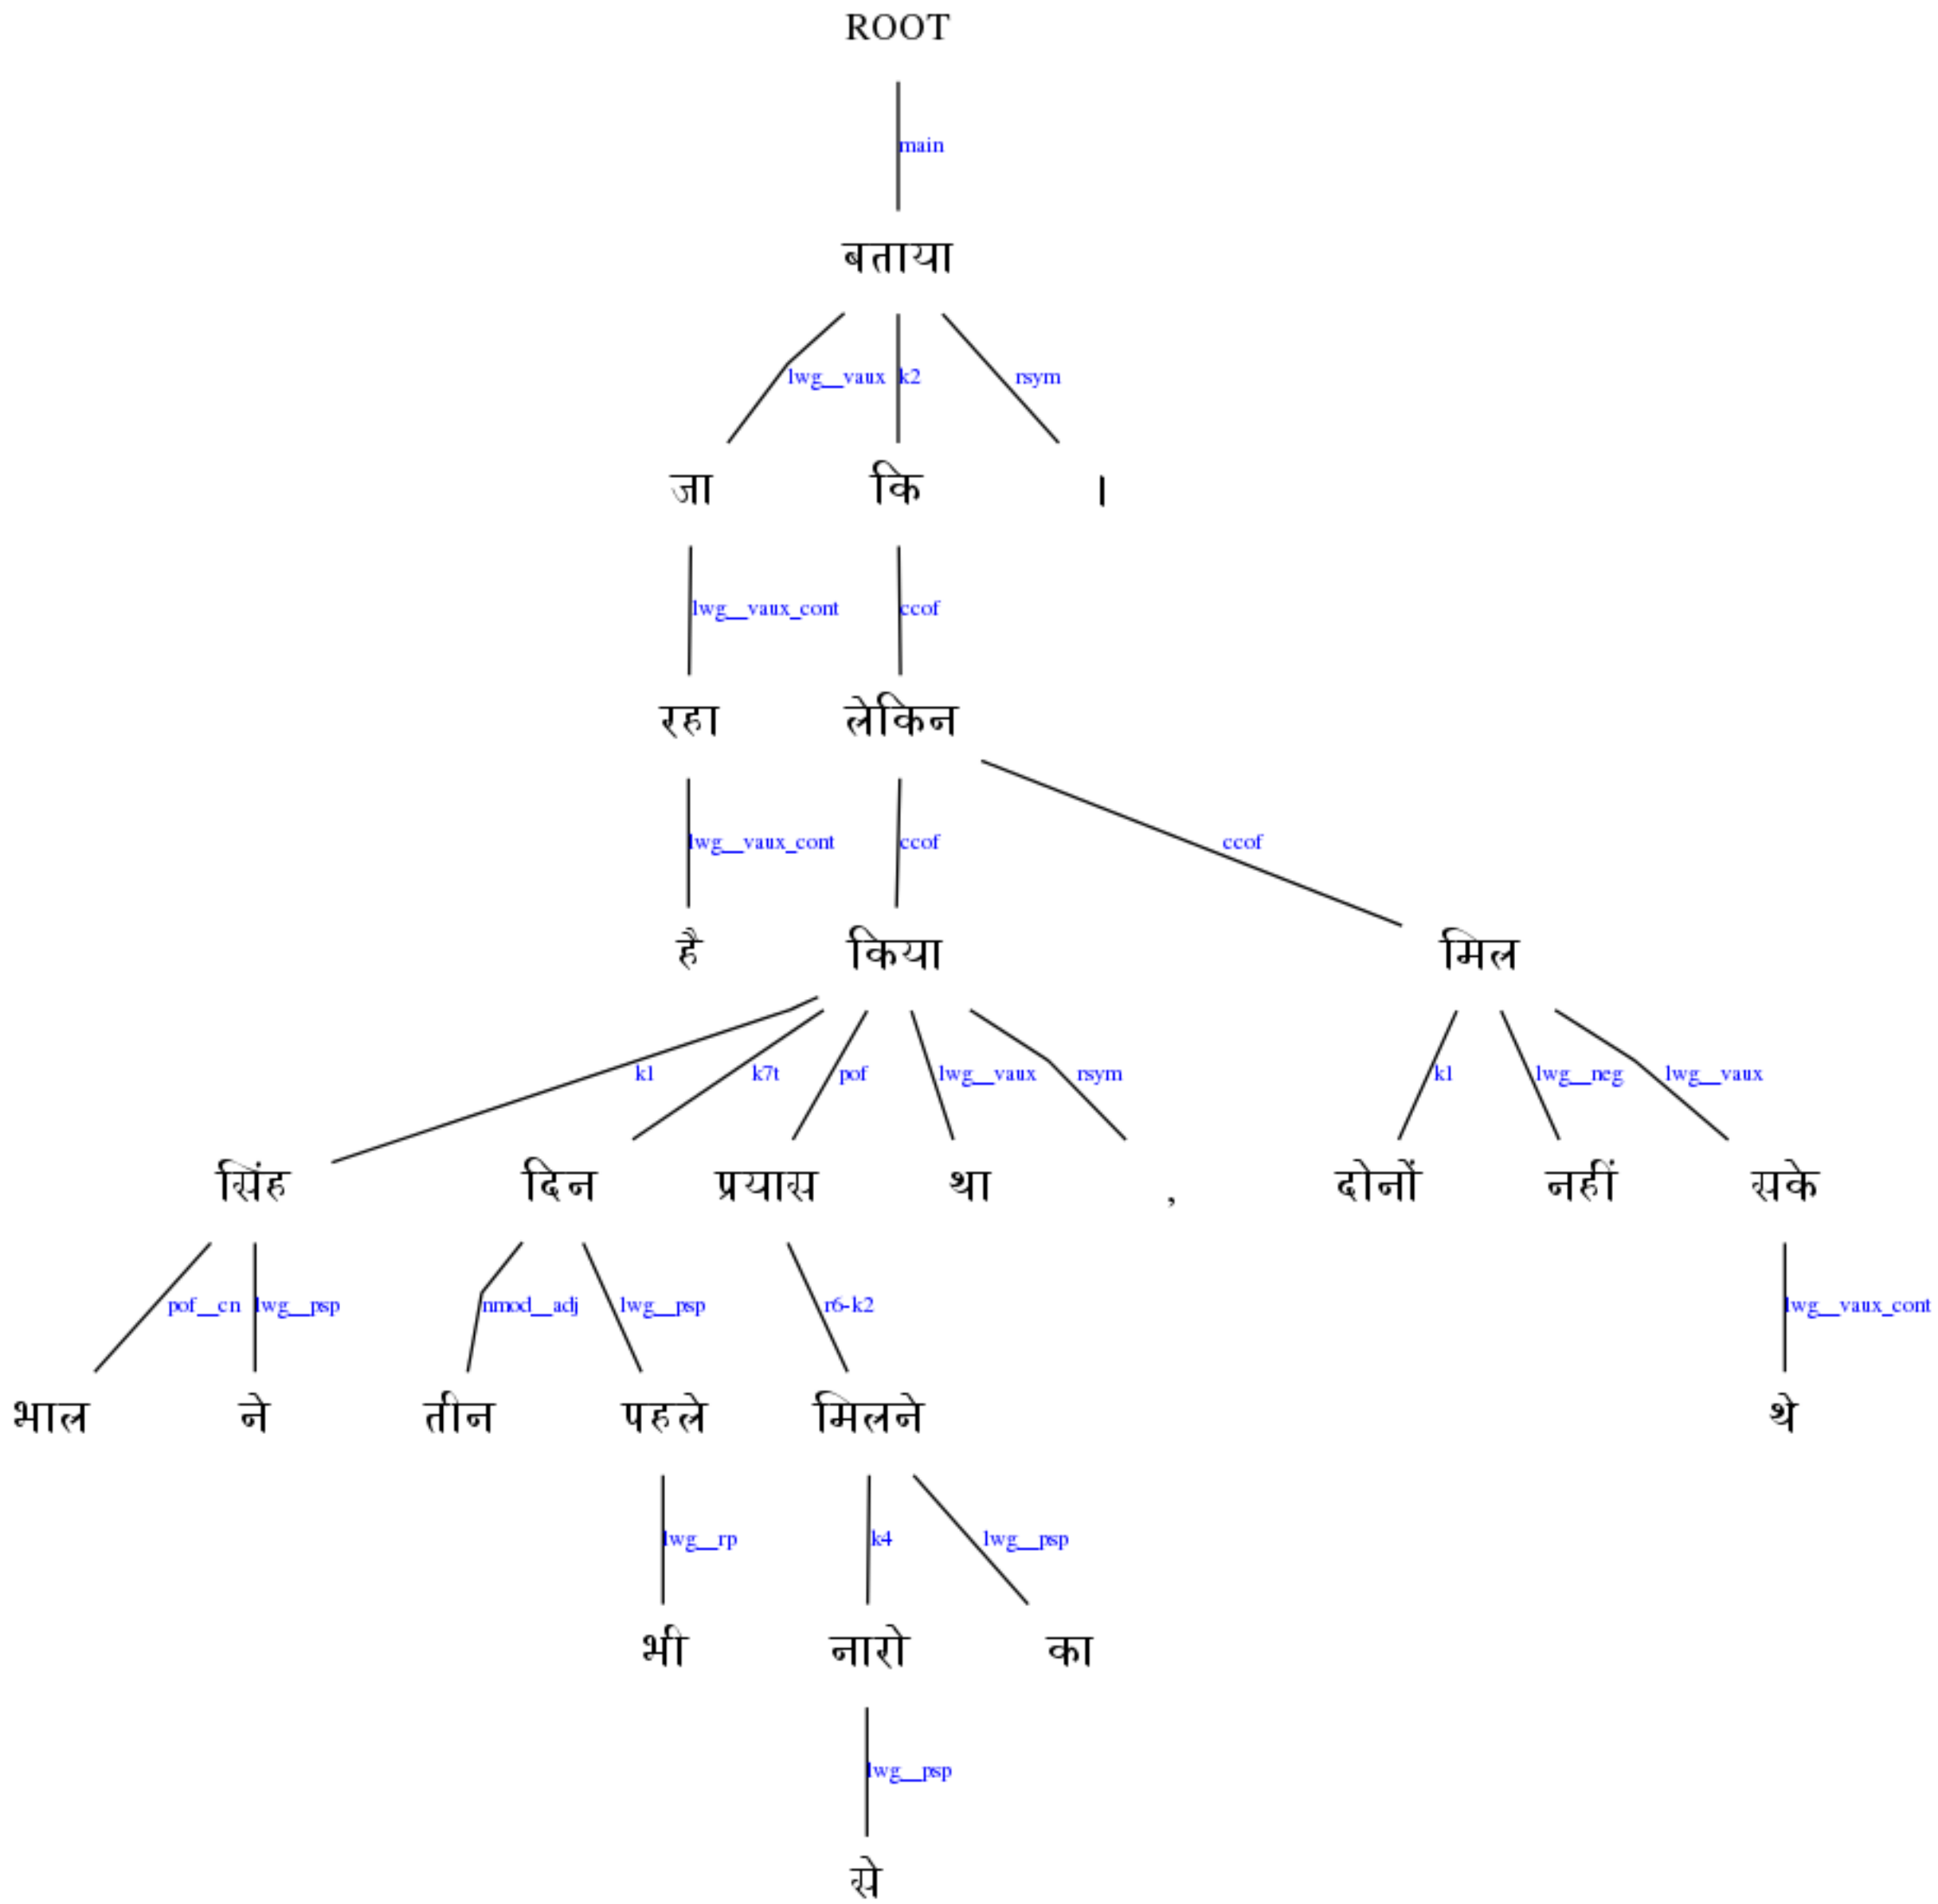 ROOT
main
बताया
lwg__vaux k2 rsym
जा कि ।
lwg__vaux_cont ccof
रहा लेकिन
lwg__vaux_cont ccof ccof
है किया मिल
k1 k7t pof lwg__vaux rsym k1 lwg__neg lwg__vaux
सिंह दिन प्रयास था , दोनों नहीं सके
pof__cn lwg__psp nmod__adj lwg__psp r6-k2 lwg__vaux_cont
भाल ने तीन पहले मिलने थे
lwg__rp k4 lwg__psp
भी नारो का
lwg__psp
से